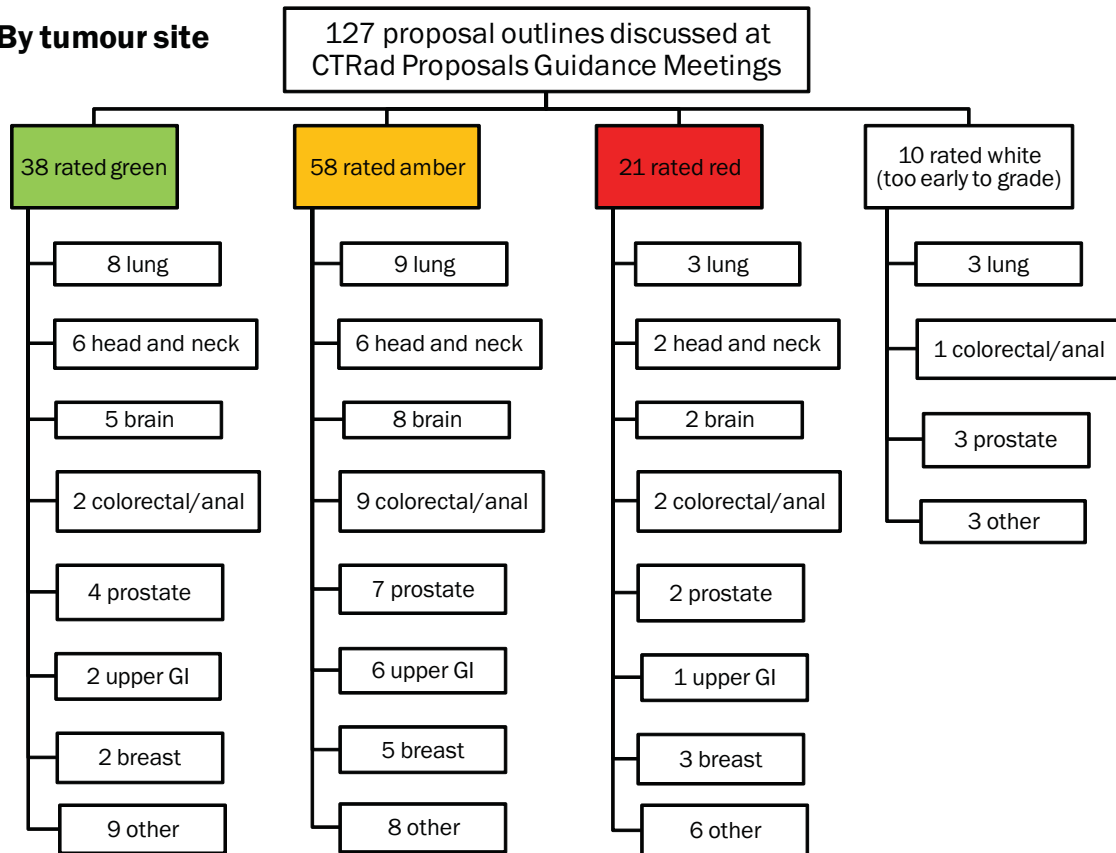 By tumour site
127 proposal outlines discussed at
CTRad Proposals Guidance Meetings
38 rated green
58 rated amber
21 rated red
10 rated white
(too early to grade)
8 lung
6 head and neck
5 brain
2 colorectal/anal
4 prostate
2 upper GI
2 breast
9 other
9 lung
6 head and neck
8 brain
9 colorectal/anal
7 prostate
6 upper GI
5 breast
8 other
3 lung
2 head and neck
2 brain
2 colorectal/anal
2 prostate
1 upper GI
3 breast
6 other
3 lung
1 colorectal/anal
3 prostate
3 other